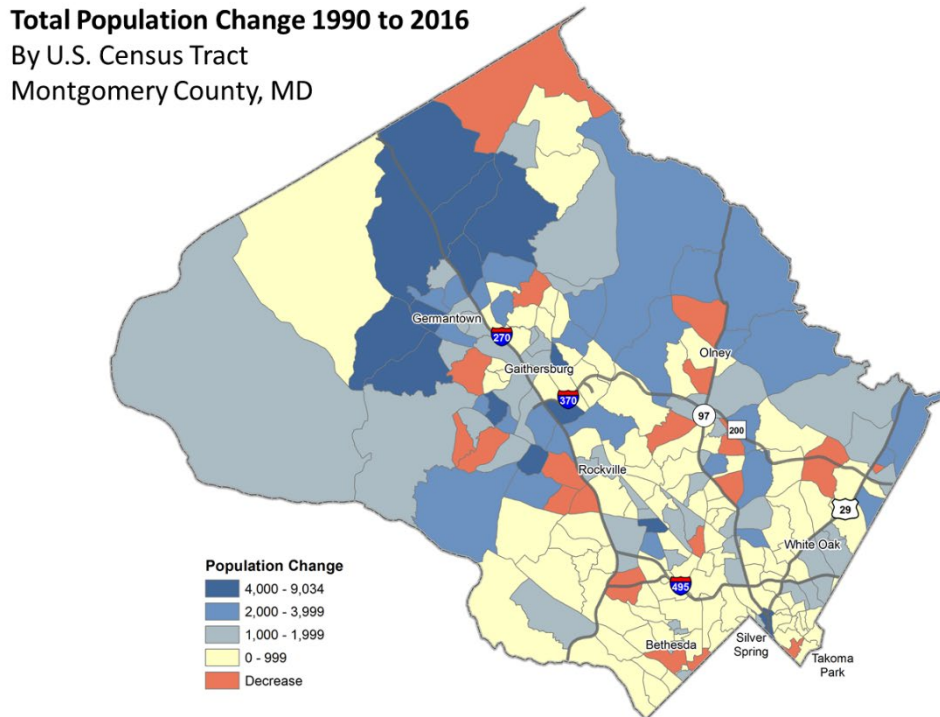 Total Population Change 1990 to 2016
By U.S. Census Tract
Montgomery County, MD
Germantown
270
Gaithersburg
370
Olney
97
200
Rockville
29
White Oak
495
Bethesda
Silver
Spring
Takoma
Park
Population Change
4,000 - 9,034
2,000 - 3,999
1,000 - 1,999
0 - 999
Decrease